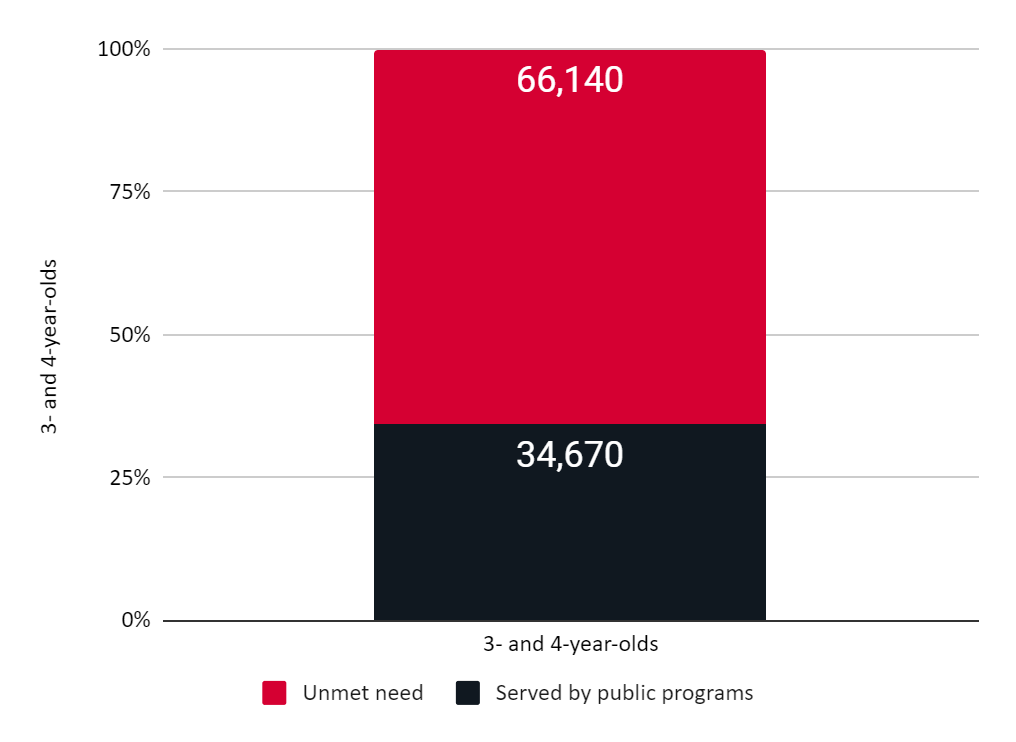 100%
66,140
75%
3- and 4-year-olds
50%
34,670
25%
0%
3- and 4-year-olds
Unmet need
Served by public programs